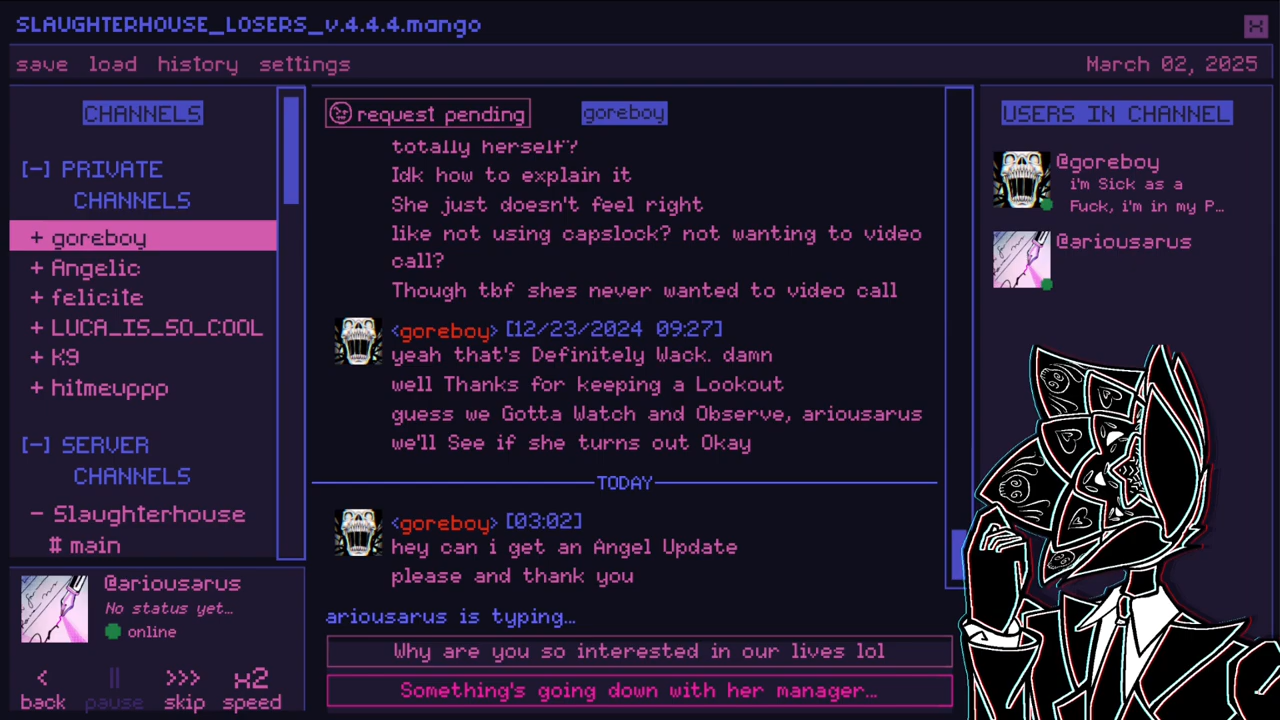 SLAUGHTERHOUSE_LOSERS_v.4.4.4.mango
X
save load history settings
March 02, 2025
CHANNELS
[-] PRIVATE
CHANNELS
+ goreboy
+ Angelic
+ felicite
+ LUCA_IS_SO_COOL
+ K9
+ hitmeuppp
[-] SERVER
CHANNELS
- Slaughterhouse
# main
@ariousarus
No status yet…
online
< || >>> x2
back pause skip speed
request pending
goreboy
totally herself?
Idk how to explain it
She just doesn't feel right
like not using capslock? not wanting to video
call?
Though tbf shes never wanted to video call
<goreboy> [12/23/2024 09:27]
yeah that's Definitely Wack. damn
well Thanks for keeping a Lookout
guess we Gotta Watch and Observe, ariousarus
we'll See if she turns out Okay
TODAY
<goreboy> [03:02]
hey can i get an Angel Update
please and thank you
ariousarus is typing…
Why are you so interested in our lives lol
Something's going down with her manager…
USERS IN CHANNEL
@goreboy
i'm Sick as a
Fuck, i'm in my P…
@ariousarus